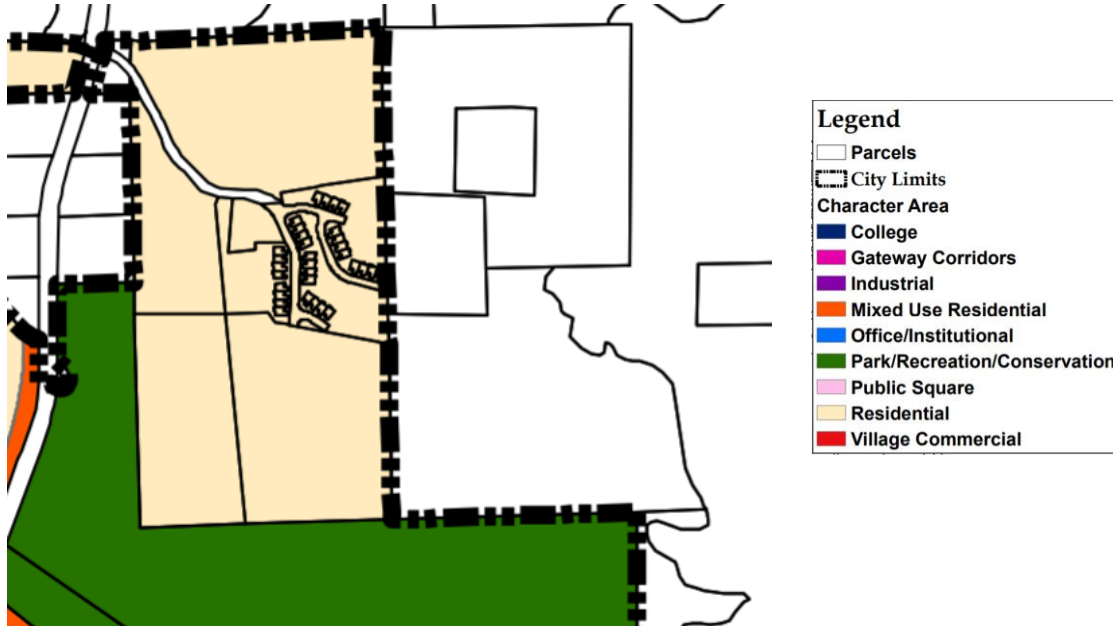 Legend
Parcels
City Limits
Character Area
College
Gateway Corridors
Industrial
Mixed Use Residential
Office/Institutional
Park/Recreation/Conservation
Public Square
Residential
Village Commercial